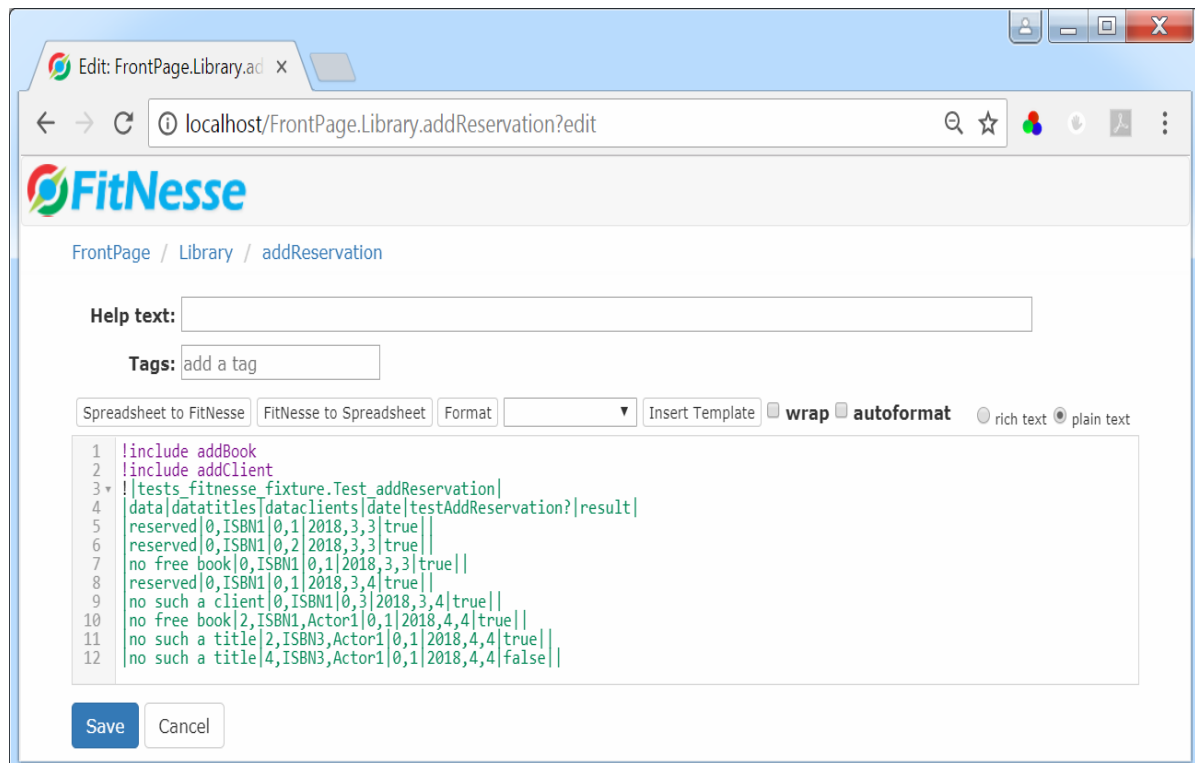 Edit: FrontPage.Library.ad
localhost/FrontPage.Library.addReservation?edit
FitNesse
FrontPage / Library / addReservation
Help text:
Tags: add a tag
Spreadsheet to FitNesse FitNesse to Spreadsheet Format Insert Template wrap autoformat rich text plain text
1 !include addBook
2 !include addClient
3 !|tests_fitnesse_fixture.Test_addReservation|
4 |data|datatitles|dataclients|date|testAddReservation?|result|
5 |reserved|0,ISBN1|0,1|2018,3,3|true||
6 |reserved|0,ISBN1|0,2|2018,3,3|true||
7 |no free book|0,ISBN1|0,1|2018,3,3|true||
8 |reserved|0,ISBN1|0,1|2018,3,4|true||
9 |no such a client|0,ISBN1|0,3|2018,3,4|true||
10 |no free book|2,ISBN1,Actor1|0,1|2018,4,4|true||
11 |no such a title|2,ISBN3,Actor1|0,1|2018,4,4|true||
12 |no such a title|4,ISBN3,Actor1|0,1|2018,4,4|false||
Save Cancel